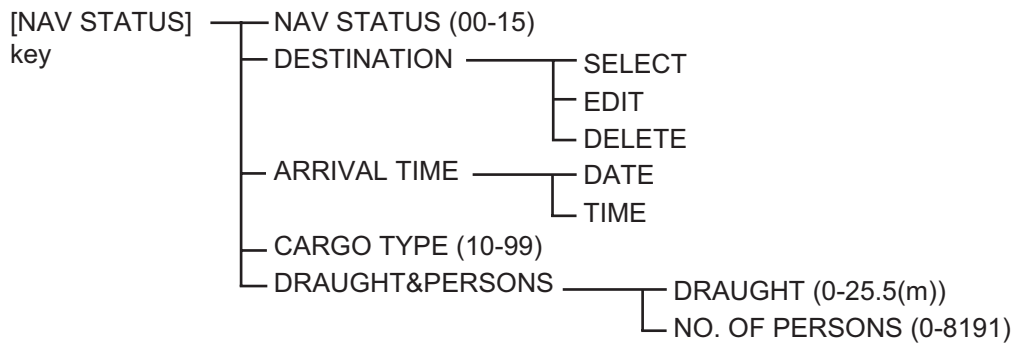 [NAV STATUS] NAV STATUS (00-15)
key DESTINATION SELECT
EDIT
DELETE
ARRIVAL TIME DATE
TIME
CARGO TYPE (10-99)
DRAUGHT&PERSONS DRAUGHT (0-25.5(m))
NO. OF PERSONS (0-8191)